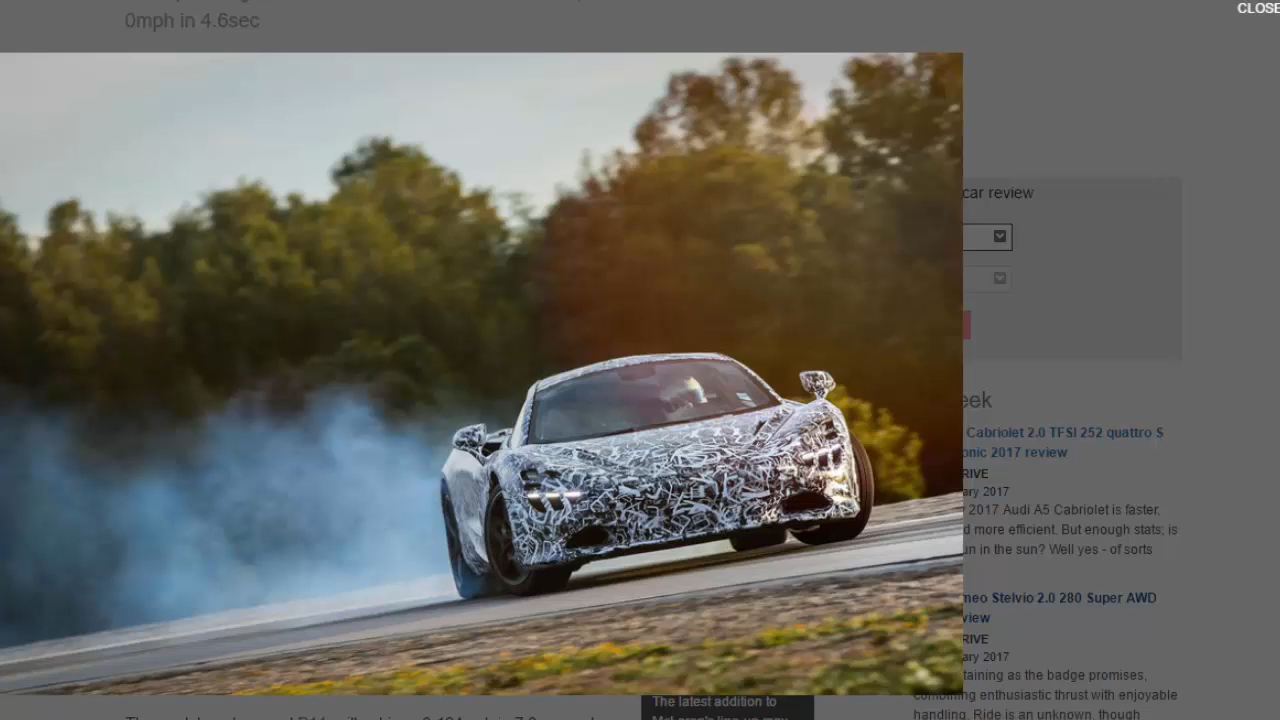 0mph in 4.6sec
CLOSE
car review
eek
Cabriolet 2.0 TFSI 252 quattro S
onic 2017 review
RIVE
ary 2017
2017 Audi A5 Cabriolet is faster,
d more efficient. But enough stats; is
un in the sun? Well yes - of sorts
meo Stelvio 2.0 280 Super AWD
view
RIVE
ary 2017
taining as the badge promises,
combining enthusiastic thrust with enjoyable
handling. Ride is an unknown, though
The latest addition to